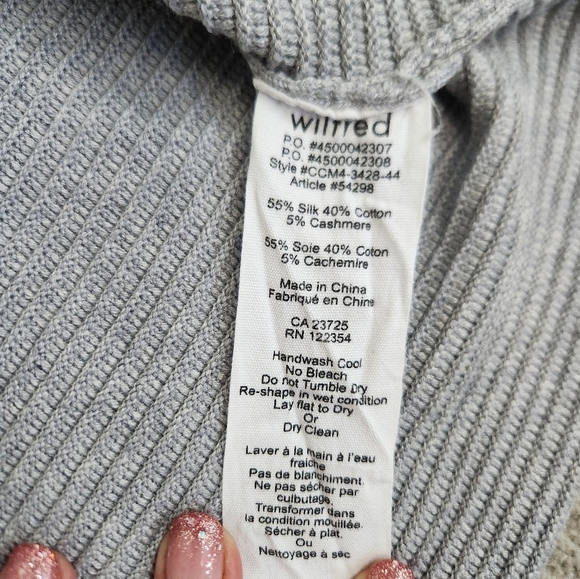 wilfred
P.O. #4500042307
P.O. #4500042308
Style #CCM4-3428-44
Article #54298
55% Silk 40% Cotton
5% Cashmere
55% Soie 40% Coton
5% Cachemire
Made in China
Fabriqué en Chine
CA 23725
RN 122354
Handwash Cool
No Bleach
Do not Tumble Dry
Re-shape in wet condition
Lay flat to Dry
Or
Dry Clean
Laver à la main à l'eau
fraîche
Pas de blanchiment.
Ne pas sécher par
culbutage.
Transformer dans
la condition mouillée.
Sécher à plat.
Ou
Nettoyage à sec